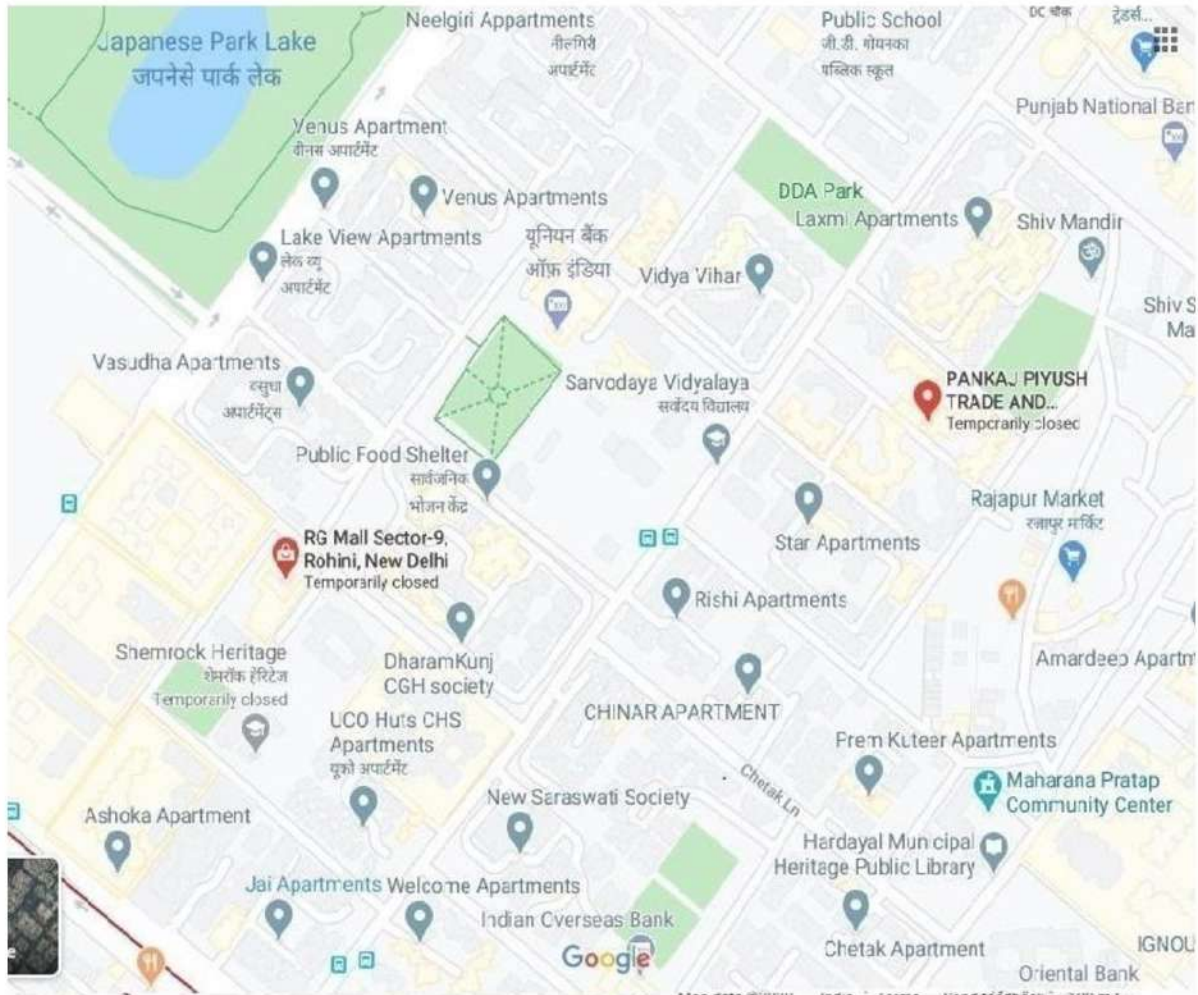 Neelgiri Appartments
नीलगिरी
अपार्टमेंट
Public School
जी.डी. गोयनका
पब्लिक स्कूल
DC चौक
ट्रेडर्स...
Japanese Park Lake
जपनेसे पार्क लेक
Punjab National Ban
Venus Apartment
वीनस अपार्टमेंट
Venus Apartments
DDA Park
Laxmi Apartments
Shiv Mandir
Lake View Apartments
लेक व्यू
अपार्टमेंट
यूनियन बैंक
ऑफ़ इंडिया
Vidya Vihar
Shiv S
Ma
Vasudha Apartments
वसुधा
अपार्टमेंट्स
Sarvodaya Vidyalaya
सर्वोदय विद्यालय
PANKAJ PIYUSH
TRADE AND...
Temporarily closed
Public Food Shelter
सार्वजनिक
भोजन केंद्र
Rajapur Market
रजापुर मार्किट
RG Mall Sector-9,
Rohini, New Delhi
Temporarily closed
Star Apartments
Rishi Apartments
Shemrock Heritage
शेमरॉक हेरिटेज
Temporarily closed
DharamKunj
CGH society
Amardeep Apartm
CHINAR APARTMENT
UCO Huts CHS
Apartments
यूको अपार्टमेंट
Prem Kuteer Apartments
Chetak Ln
Maharana Pratap
Community Center
New Saraswati Society
Ashoka Apartment
Hardayal Municipal
Heritage Public Library
Jai Apartments
Welcome Apartments
Indian Overseas Bank
Google
Chetak Apartment
IGNOU
Oriental Bank